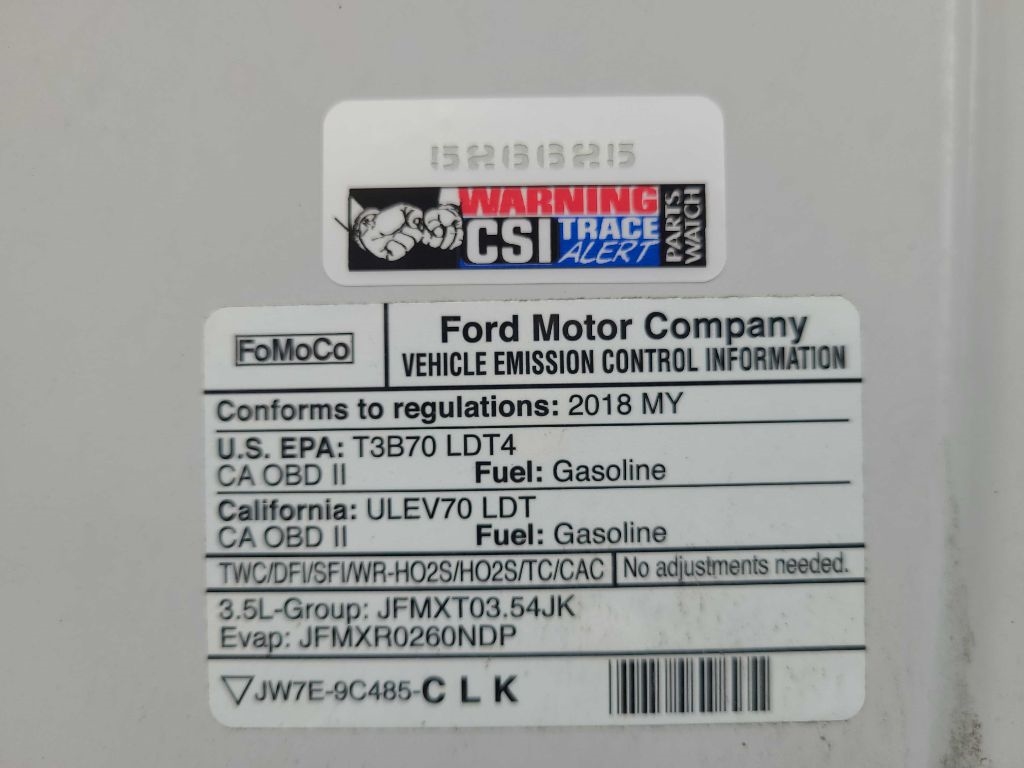 WARNING
CSI TRACE
ALERT
PARTS
WATCH
FoMoCo
Ford Motor Company
VEHICLE EMISSION CONTROL INFORMATION
Conforms to regulations: 2018 MY
U.S. EPA: T3B70 LDT4
CA OBD II Fuel: Gasoline
California: ULEV70 LDT
CA OBD II Fuel: Gasoline
TWC/DFI/SFI/WR-HO2S/HO2S/TC/CAC No adjustments needed.
3.5L-Group: JFMXT03.54JK
Evap: JFMXR0260NDP
JW7E-9C485-C L K